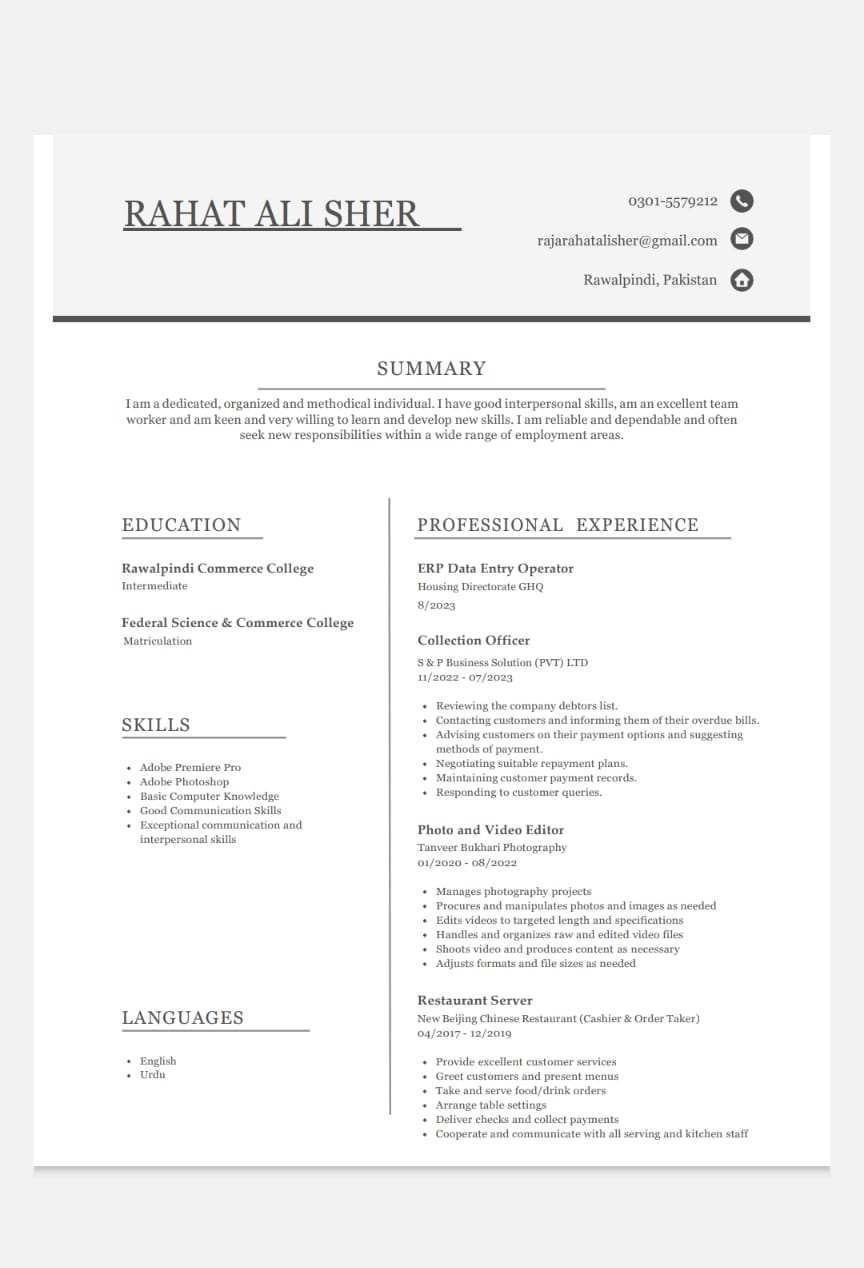 RAHAT ALI SHER
0301-5579212
rajarahatalisher@gmail.com
Rawalpindi, Pakistan
SUMMARY
I am a dedicated, organized and methodical individual. I have good interpersonal skills, am an excellent team
worker and am keen and very willing to learn and develop new skills. I am reliable and dependable and often
seek new responsibilities within a wide range of employment areas.
EDUCATION
Rawalpindi Commerce College
Intermediate
Federal Science & Commerce College
Matriculation
SKILLS
• Adobe Premiere Pro
• Adobe Photoshop
• Basic Computer Knowledge
• Good Communication Skills
• Exceptional communication and
interpersonal skills
LANGUAGES
• English
• Urdu
PROFESSIONAL EXPERIENCE
ERP Data Entry Operator
Housing Directorate GHQ
8/2023
Collection Officer
S & P Business Solution (PVT) LTD
11/2022 - 07/2023
• Reviewing the company debtors list.
• Contacting customers and informing them of their overdue bills.
• Advising customers on their payment options and suggesting
methods of payment.
• Negotiating suitable repayment plans.
• Maintaining customer payment records.
• Responding to customer queries.
Photo and Video Editor
Tanveer Bukhari Photography
01/2020 - 08/2022
• Manages photography projects
• Procures and manipulates photos and images as needed
• Edits videos to targeted length and specifications
• Handles and organizes raw and edited video files
• Shoots video and produces content as necessary
• Adjusts formats and file sizes as needed
Restaurant Server
New Beijing Chinese Restaurant (Cashier & Order Taker)
04/2017 - 12/2019
• Provide excellent customer services
• Greet customers and present menus
• Take and serve food/drink orders
• Arrange table settings
• Deliver checks and collect payments
• Cooperate and communicate with all serving and kitchen staff